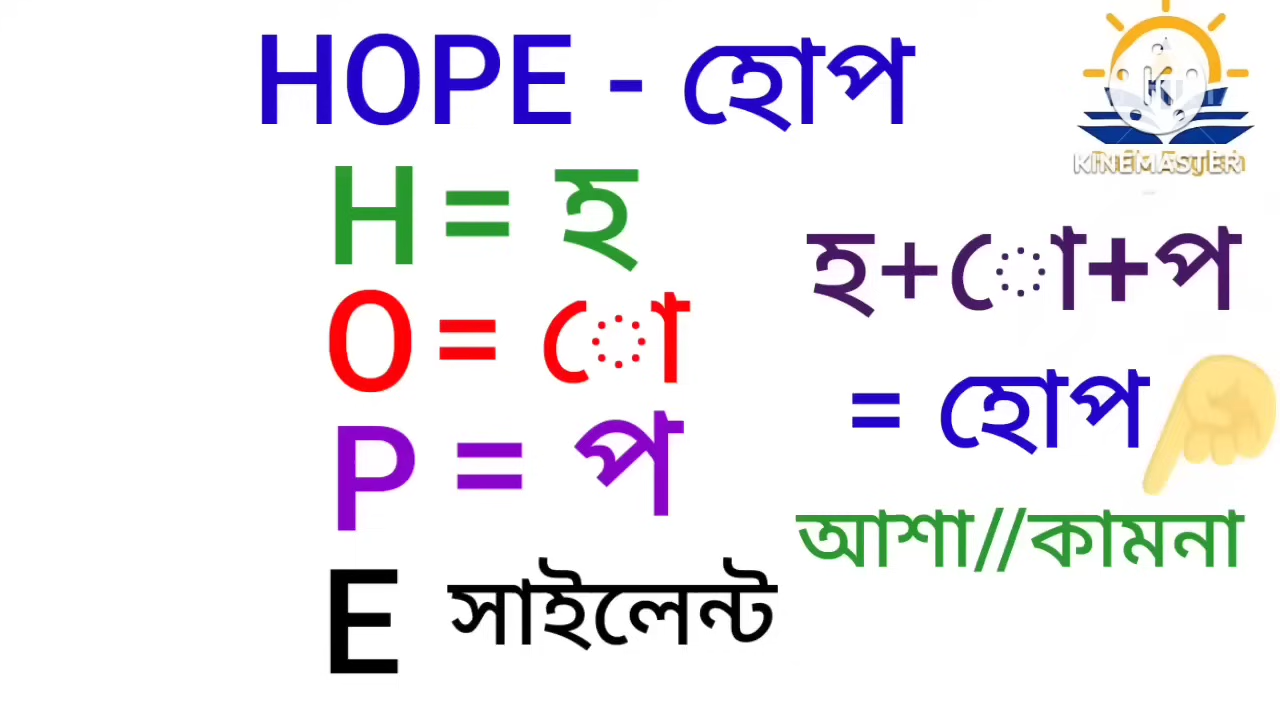 HOPE - হোপ
H = হ
O = ো
P = প
E সাইলেন্ট
হ+ো+প
= হোপ
আশা//কামনা
KINEMASTER